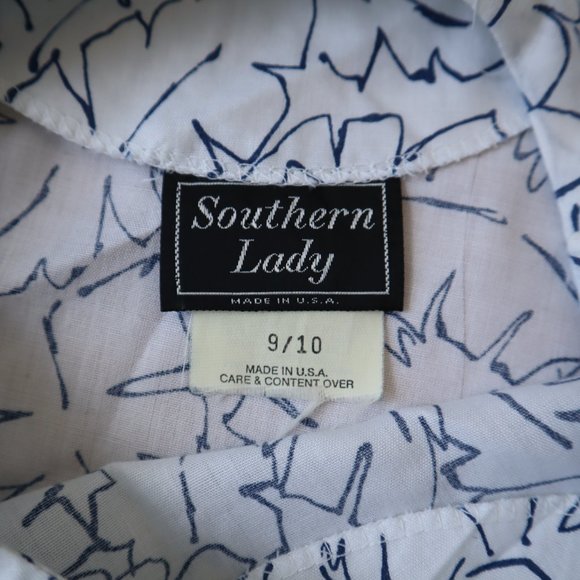 Southern
Lady
MADE IN U.S.A.
9/10
MADE IN U.S.A.
CARE & CONTENT OVER